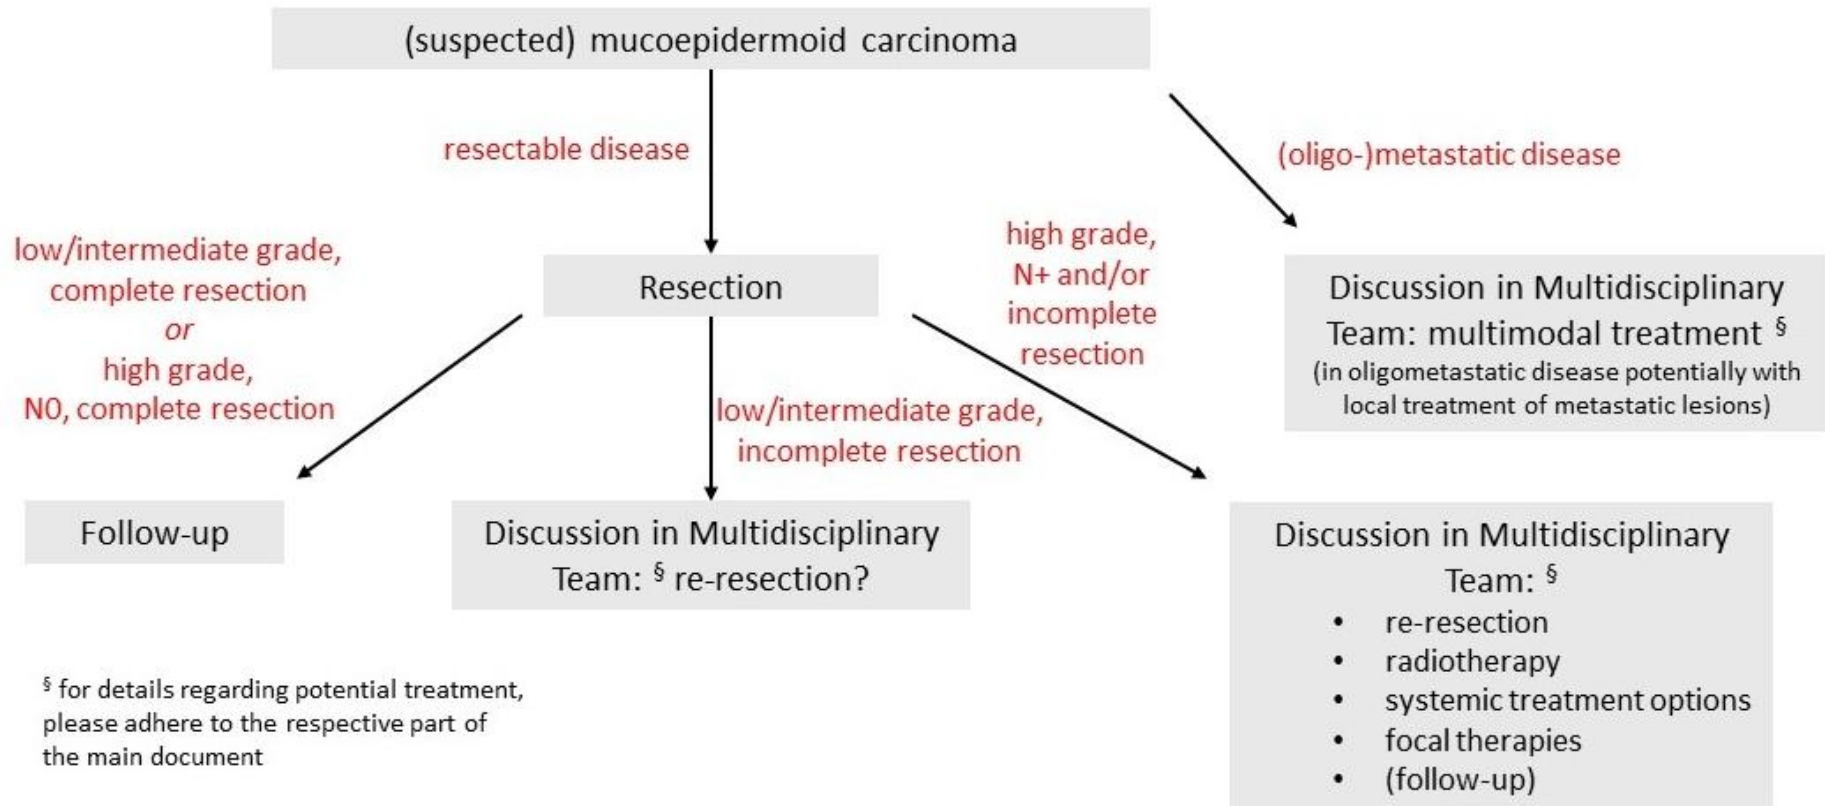 (suspected) mucoepidermoid carcinoma
resectable disease
(oligo-)metastatic disease
low/intermediate grade,
complete resection
or
high grade,
N0, complete resection
Resection
high grade,
N+ and/or
incomplete
resection
Discussion in Multidisciplinary
Team: multimodal treatment §
(in oligometastatic disease potentially with
local treatment of metastatic lesions)
low/intermediate grade,
incomplete resection
Follow-up
Discussion in Multidisciplinary
Team: § re-resection?
Discussion in Multidisciplinary
Team: §
• re-resection
• radiotherapy
• systemic treatment options
• focal therapies
• (follow-up)
§ for details regarding potential treatment,
please adhere to the respective part of
the main document